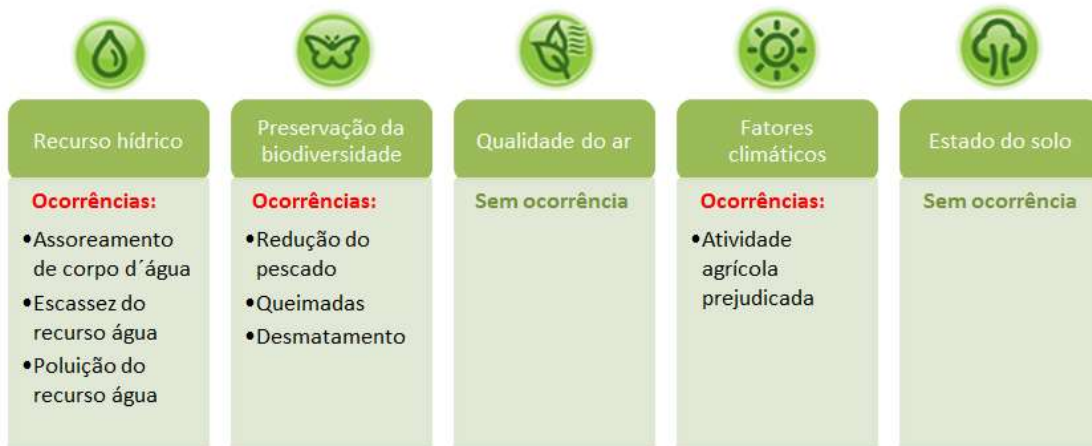 Recurso hídrico
Ocorrências:
•Assoreamento
de corpo d´água
•Escassez do
recurso água
•Poluição do
recurso água
Preservação da
biodiversidade
Ocorrências:
•Redução do
pescado
•Queimadas
•Desmatamento
Qualidade do ar
Sem ocorrência
Fatores
climáticos
Ocorrências:
•Atividade
agrícola
prejudicada
Estado do solo
Sem ocorrência